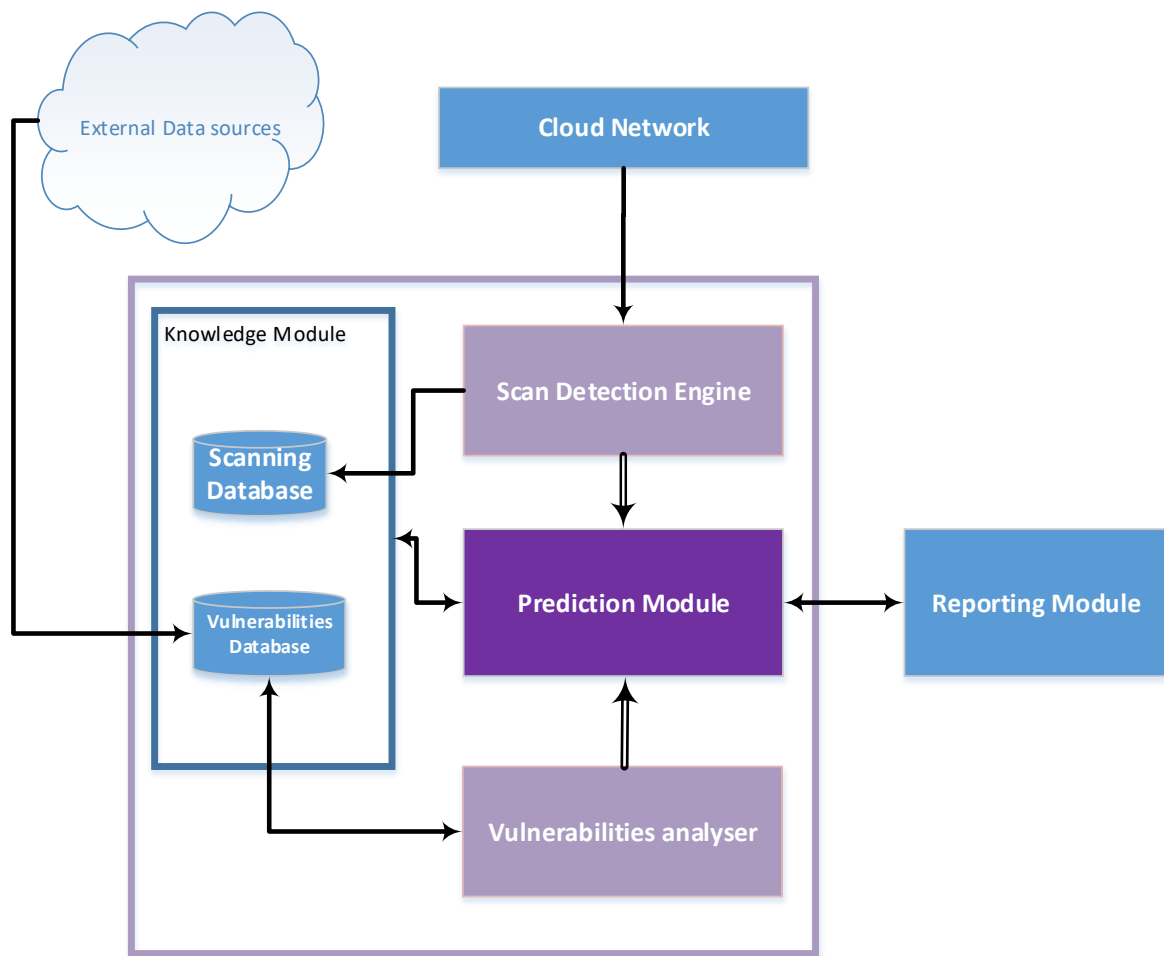 External Data sources
Cloud Network
Knowledge Module
Scan Detection Engine
Scanning
Database
Prediction Module
Reporting Module
Vulnerabilities
Database
Vulnerabilities analyser